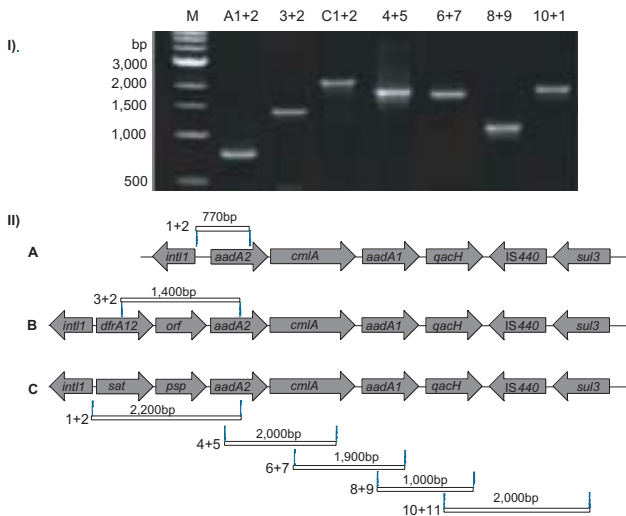 M A1+2 3+2 C1+2 4+5 6+7 8+9 10+1
I).
bp
3,000
2,000
1,500
1,000
500
II)
1+2 770bp
A intI1 aadA2 cmlA aadA1 qacH IS440 sul3
3+2 1,400bp
B intI1 dfrA12 orf aadA2 cmlA aadA1 qacH IS440 sul3
C intI1 sat psp aadA2 cmlA aadA1 qacH IS440 sul3
1+2 2,200bp
4+5 2,000bp
6+7 1,900bp
8+9 1,000bp
10+11 2,000bp